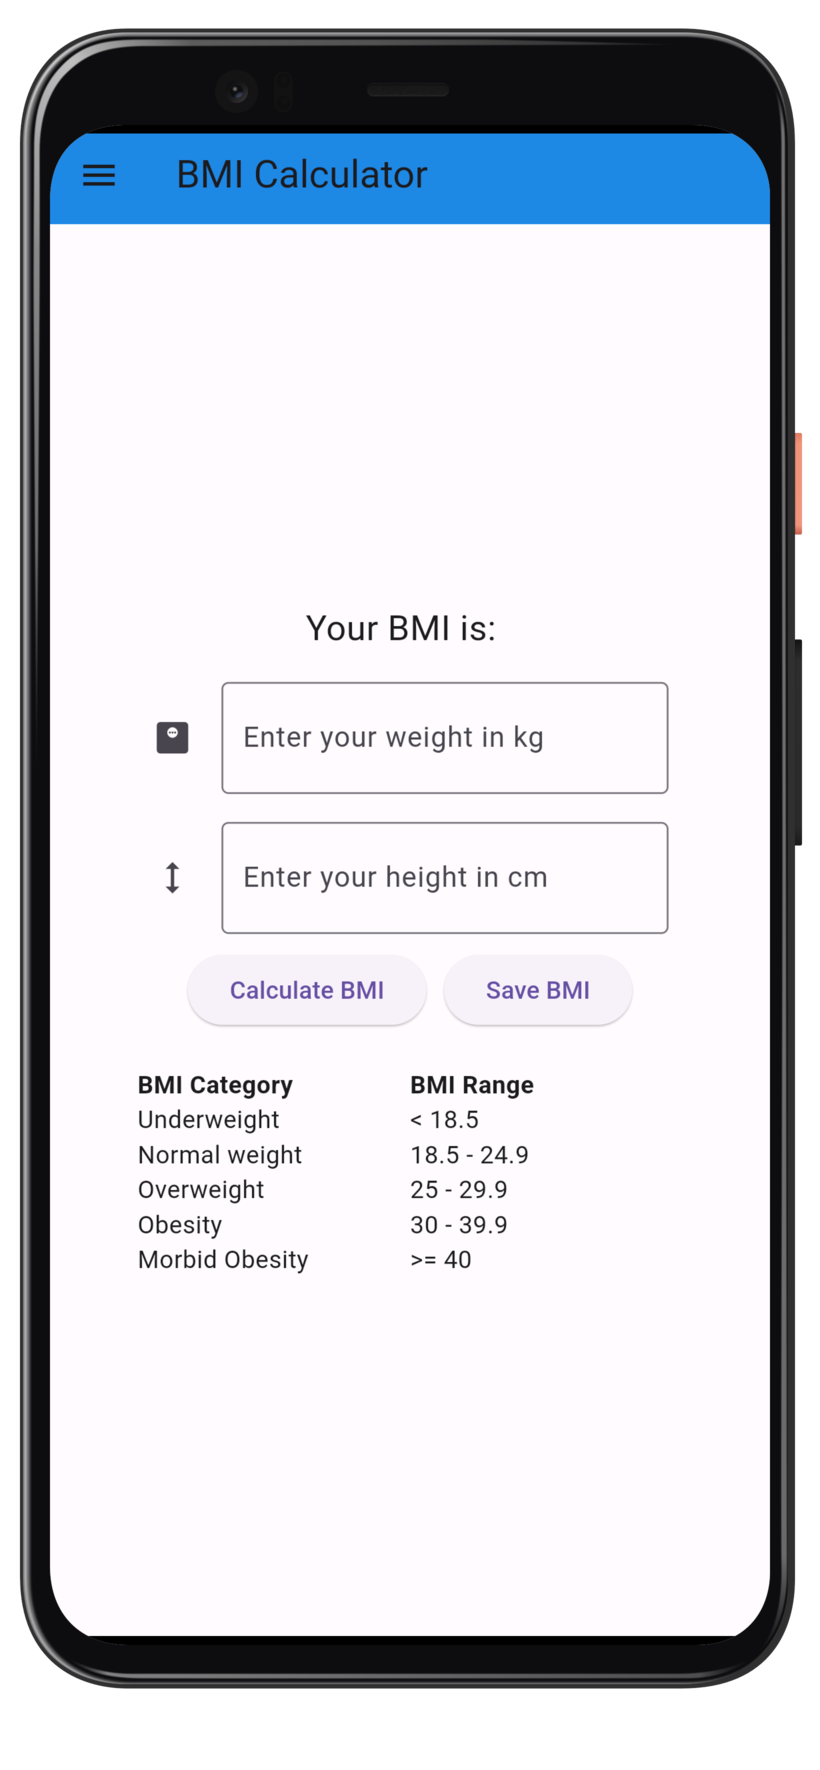 BMI Calculator
Your BMI is:
Enter your weight in kg
Enter your height in cm
Calculate BMI Save BMI
BMI Category BMI Range
Underweight < 18.5
Normal weight 18.5 - 24.9
Overweight 25 - 29.9
Obesity 30 - 39.9
Morbid Obesity >= 40